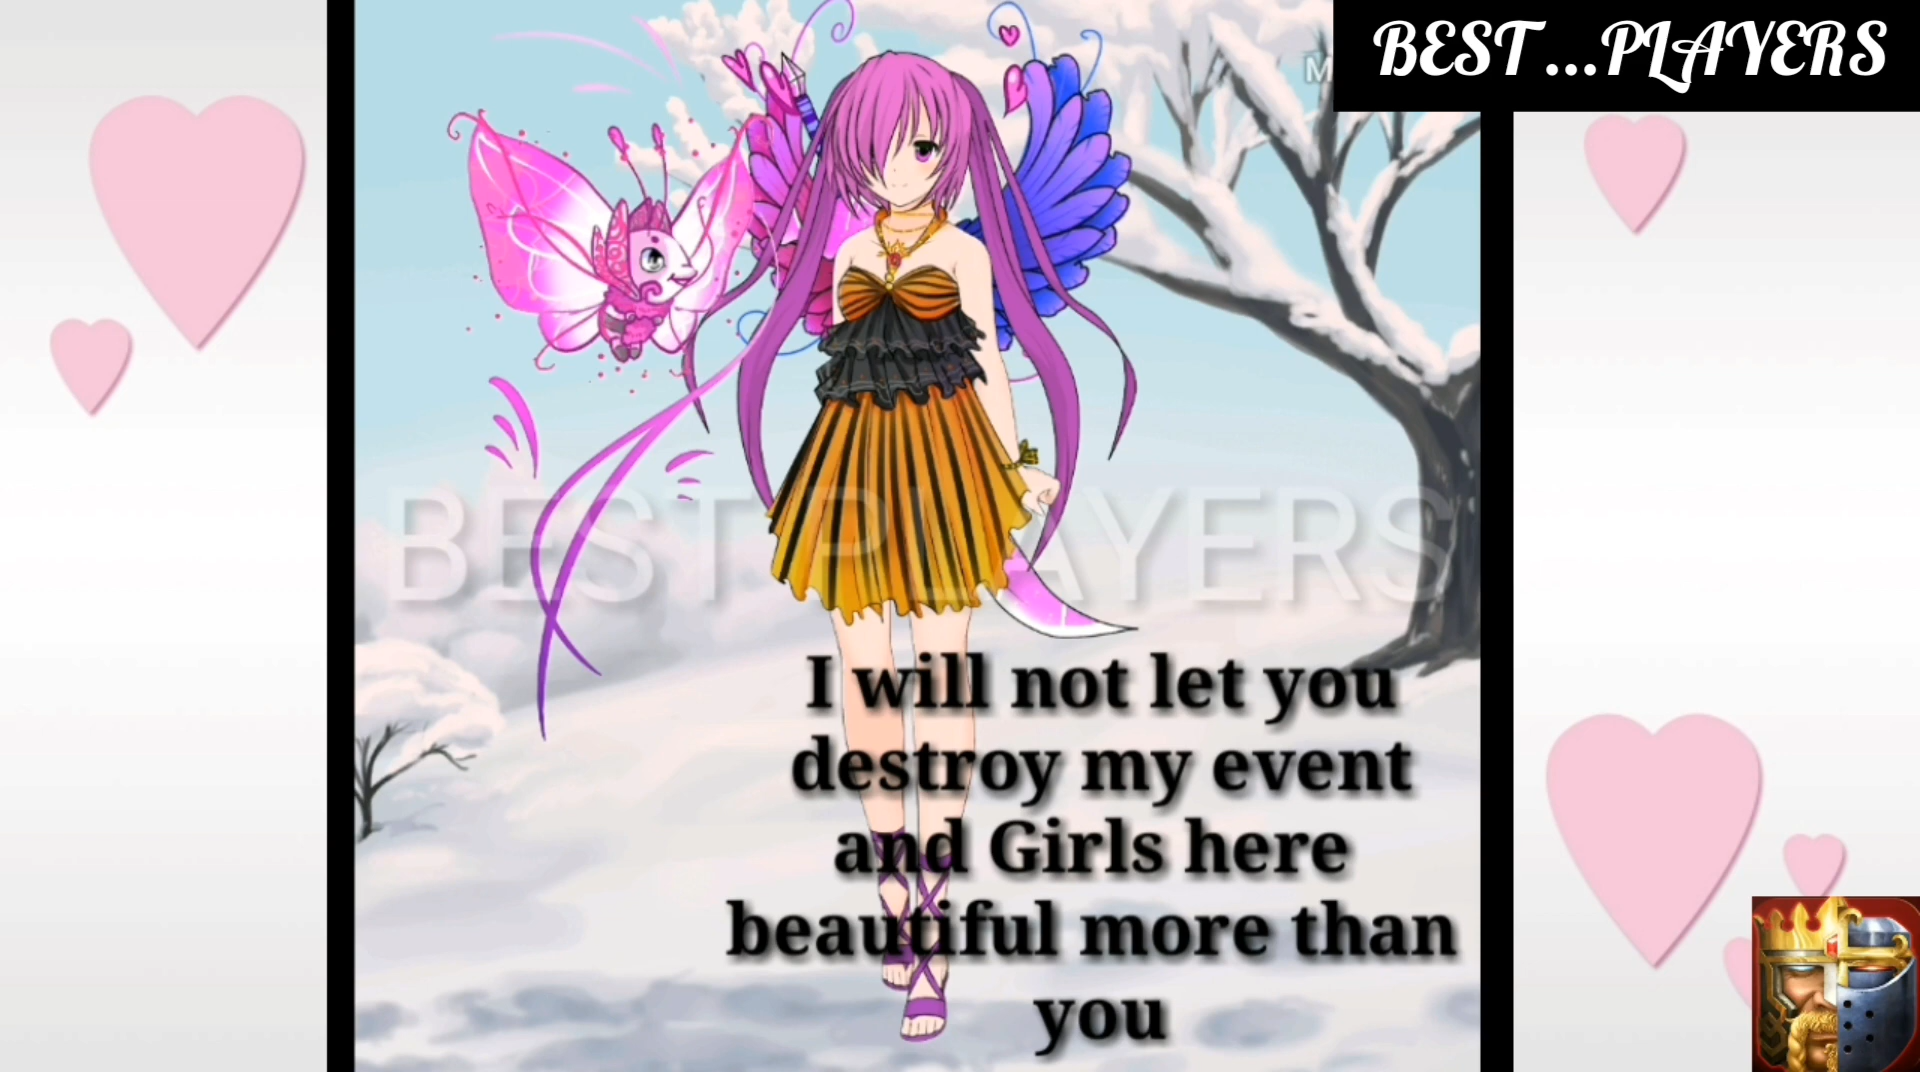 BEST...PLAYERS
M
BEST PLAYERS
I will not let you
destroy my event
and Girls here
beautiful more than
you